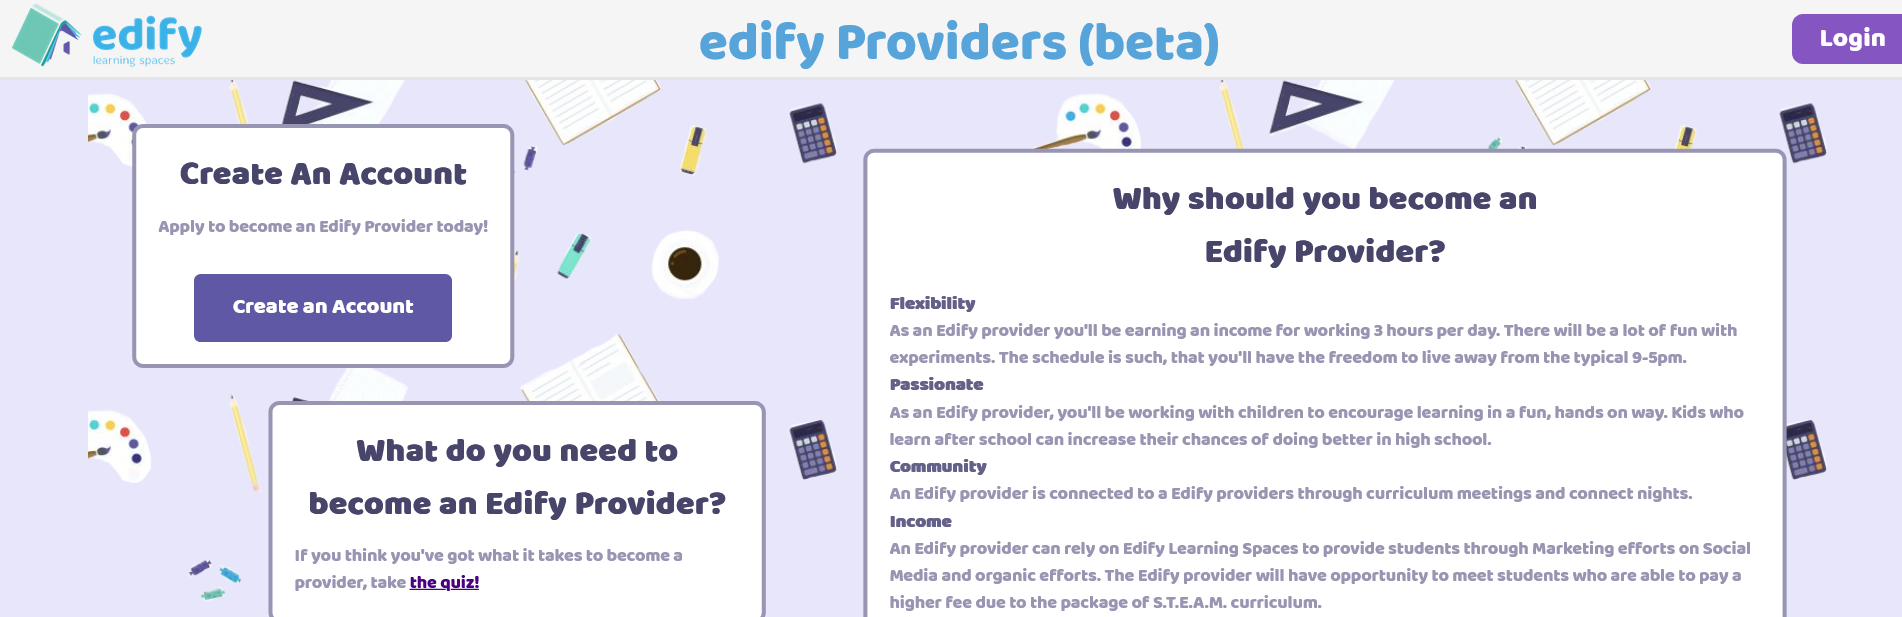 edify
learning spaces
edify Providers (beta)
Login
Create An Account
Apply to become an Edify Provider today!
Create an Account
What do you need to
become an Edify Provider?
If you think you've got what it takes to become a
provider, take the quiz!
Why should you become an
Edify Provider?
Flexibility
As an Edify provider you'll be earning an income for working 3 hours per day. There will be a lot of fun with
experiments. The schedule is such, that you'll have the freedom to live away from the typical 9-5pm.
Passionate
As an Edify provider, you'll be working with children to encourage learning in a fun, hands on way. Kids who
learn after school can increase their chances of doing better in high school.
Community
An Edify provider is connected to a Edify providers through curriculum meetings and connect nights.
Income
An Edify provider can rely on Edify Learning Spaces to provide students through Marketing efforts on Social
Media and organic efforts. The Edify provider will have opportunity to meet students who are able to pay a
higher fee due to the package of S.T.E.A.M. curriculum.